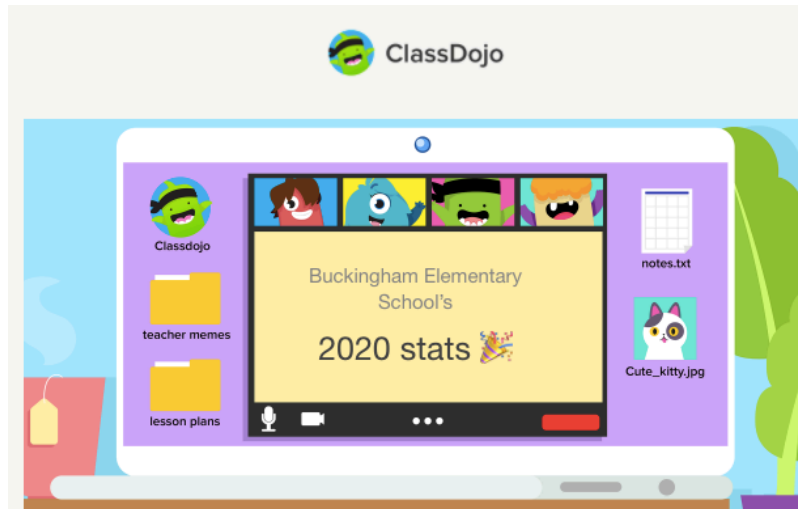 ClassDojo
Classdojo
teacher memes
lesson plans
Buckingham Elementary
School's
2020 stats 🎉
notes.txt
Cute_kitty.jpg